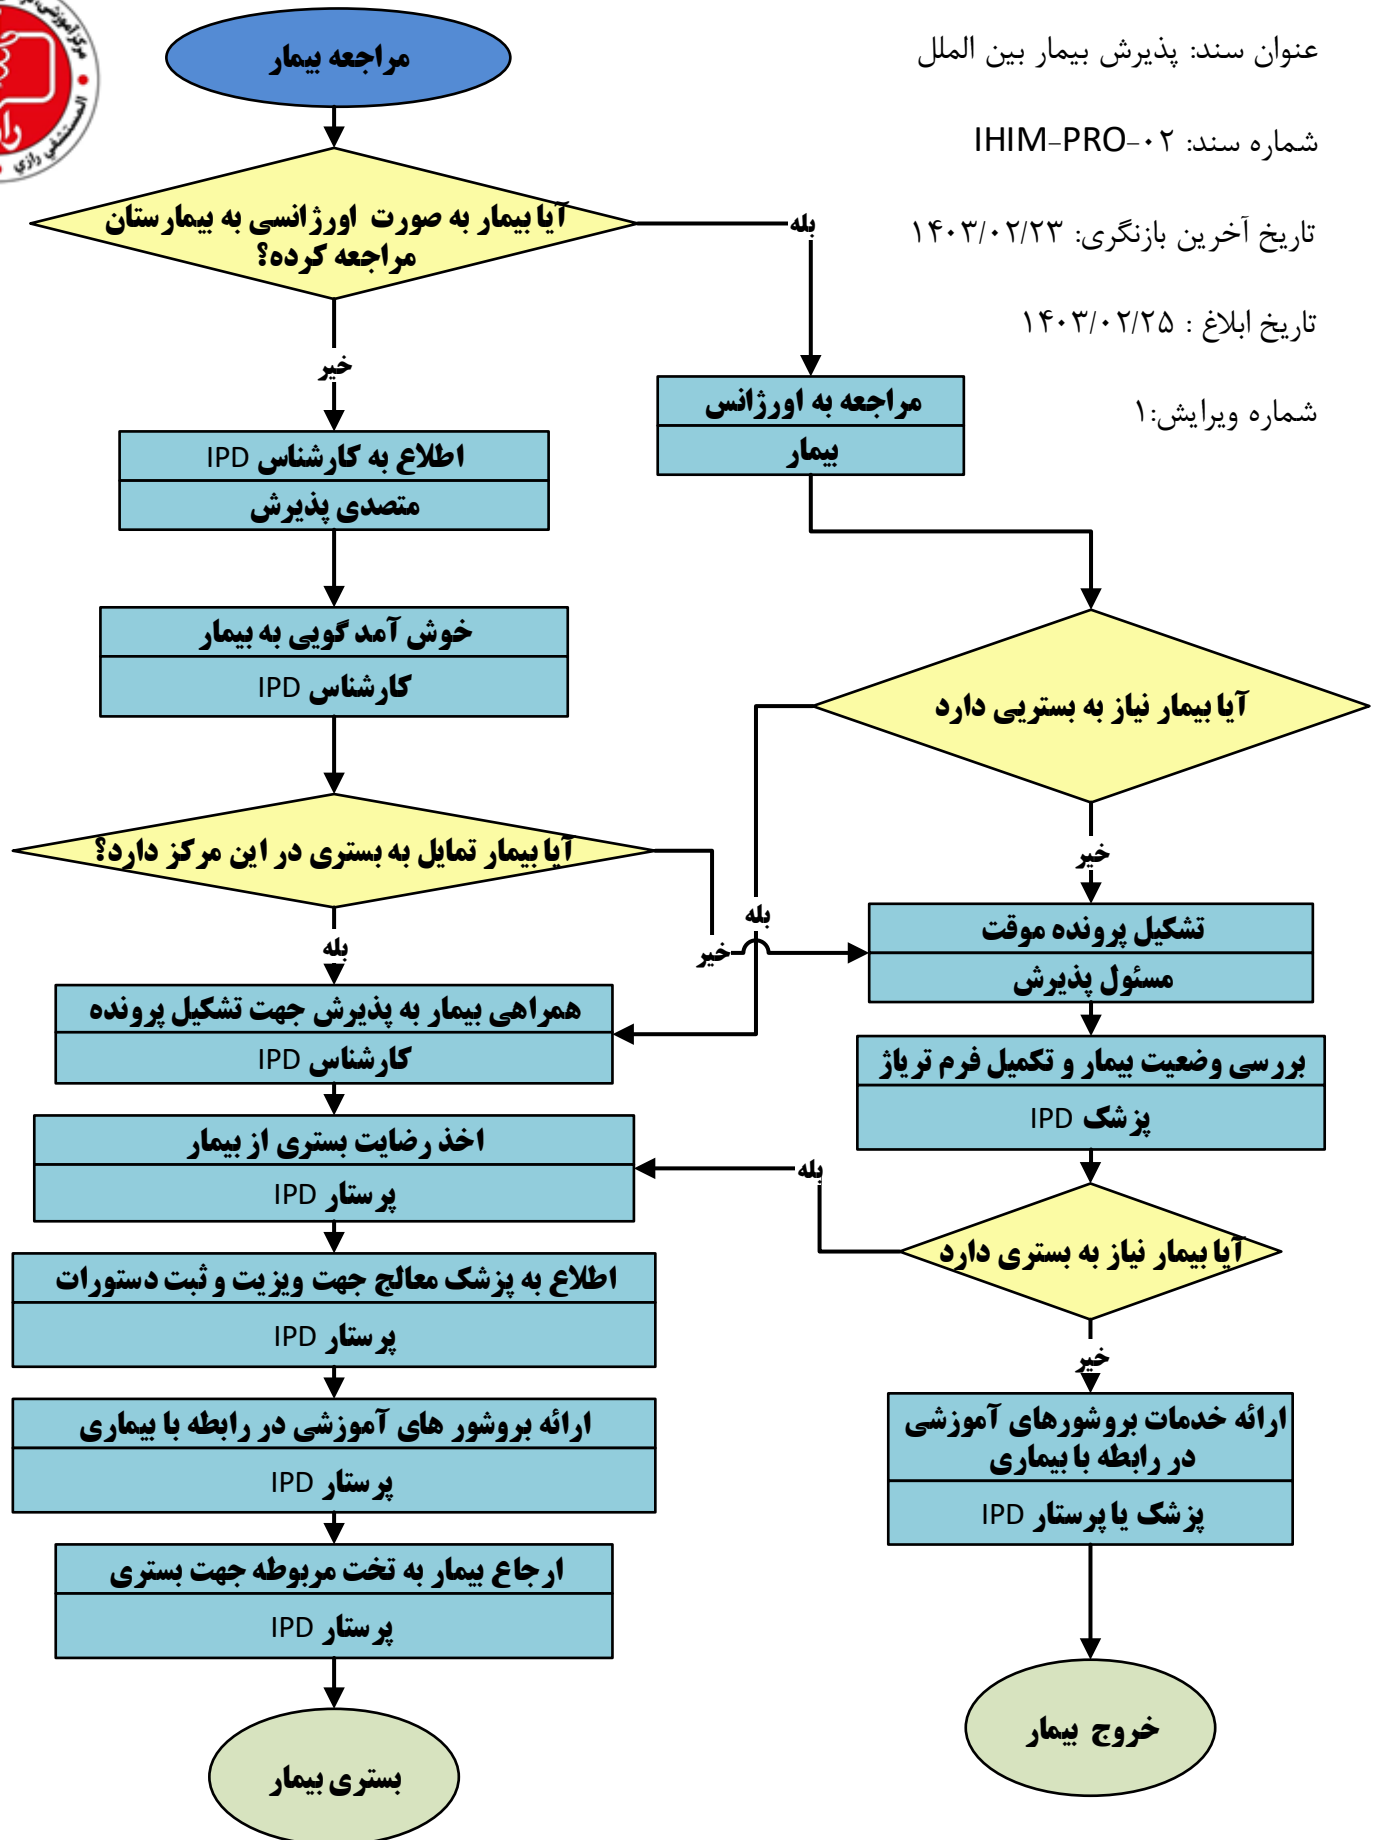 عنوان سند: پذیرش بیمار بین الملل
شماره سند: IHIM-PRO-۰۲
تاریخ آخرین بازنگری: ۱۴۰۳/۰۲/۲۳
تاریخ ابلاغ : ۱۴۰۳/۰۲/۲۵
شماره ویرایش:۱
المستشفی رازي
مراجعه بیمار
آیا بیمار به صورت اورژانسی به بیمارستان
مراجعه کرده؟
بله
خیر
مراجعه به اورژانس
بیمار
اطلاع به کارشناس IPD
متصدی پذیرش
خوش آمد گویی به بیمار
کارشناس IPD
آیا بیمار نیاز به بستریی دارد
آیا بیمار تمایل به بستری در این مرکز دارد؟
خیر
بله
خیر
بله
تشکیل پرونده موقت
مسئول پذیرش
همراهی بیمار به پذیرش جهت تشکیل پرونده
کارشناس IPD
بررسی وضعیت بیمار و تکمیل فرم تریاژ
پزشک IPD
اخذ رضایت بستری از بیمار
پرستار IPD
بله
آیا بیمار نیاز به بستری دارد
خیر
اطلاع به پزشک معالج جهت ویزیت و ثبت دستورات
پرستار IPD
ارائه بروشور های آموزشی در رابطه با بیماری
پرستار IPD
ارائه خدمات بروشورهای آموزشی
در رابطه با بیماری
پزشک یا پرستار IPD
ارجاع بیمار به تخت مربوطه جهت بستری
پرستار IPD
خروج بیمار
بستری بیمار